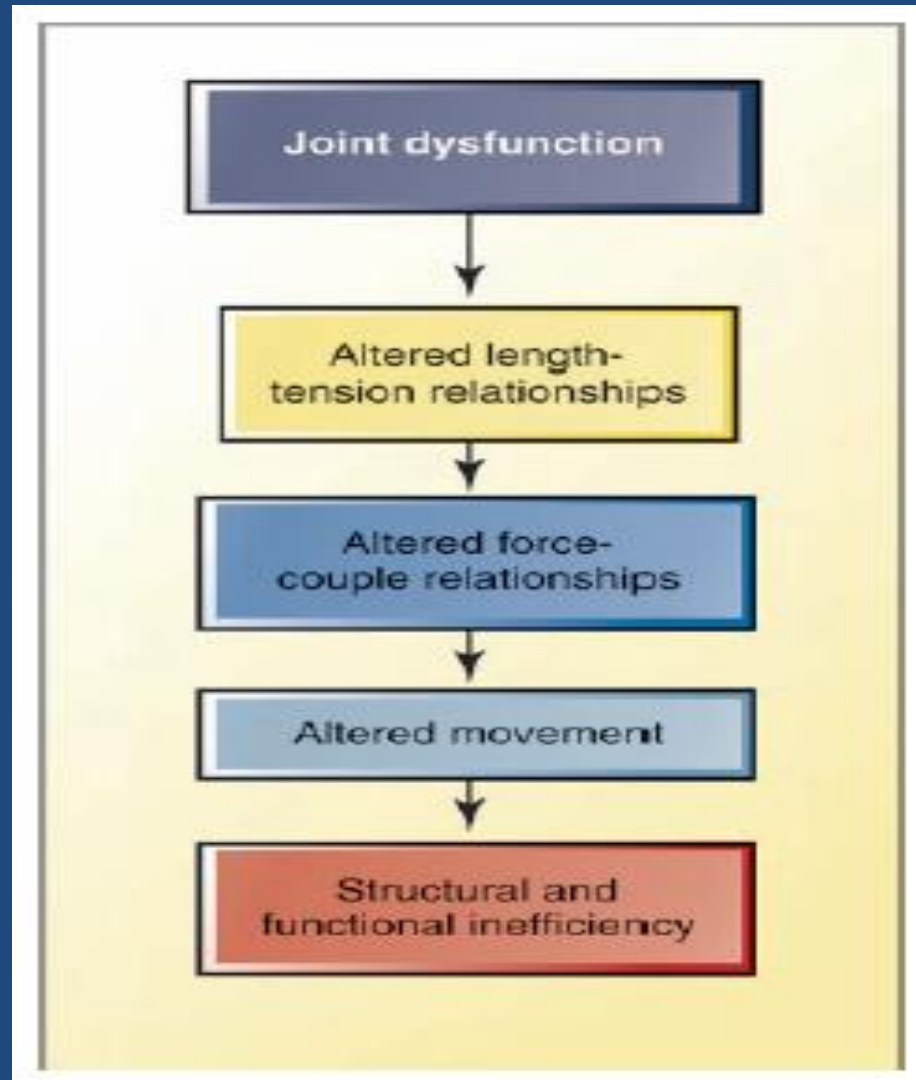 Joint dysfunction
Altered length-
tension relationships
Altered force-
couple relationships
Altered movement
Structural and
functional inefficiency